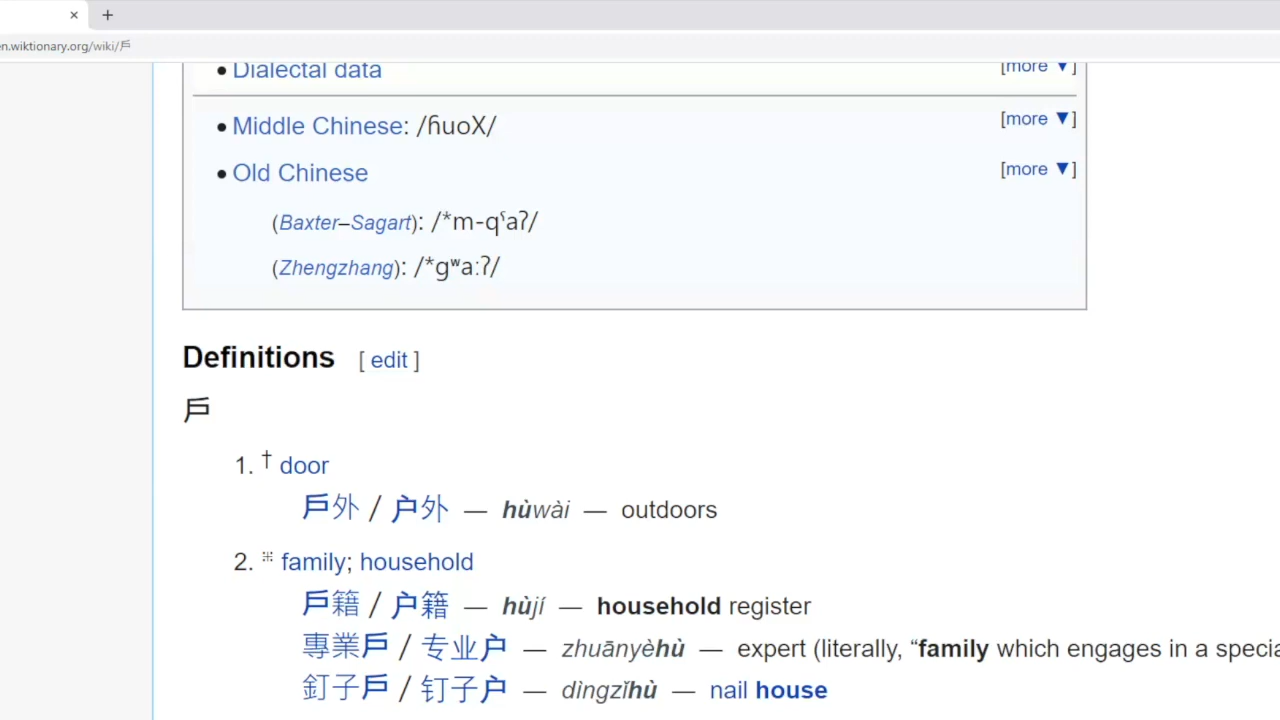 × +
en.wiktionary.org/wiki/戶
• Dialectal data [more ▼]
• Middle Chinese: /ɦuoX/ [more ▼]
• Old Chinese [more ▼]
(Baxter–Sagart): /*m-qˤaʔ/
(Zhengzhang): /*ɡʷaːʔ/
Definitions [ edit ]
戶
1. † door
戶外 / 户外 — hùwài — outdoors
2. ※ family; household
戶籍 / 户籍 — hùjí — household register
專業戶 / 专业户 — zhuānyèhù — expert (literally, “family which engages in a
釘子戶 / 钉子户 — dìngzǐhù — nail house